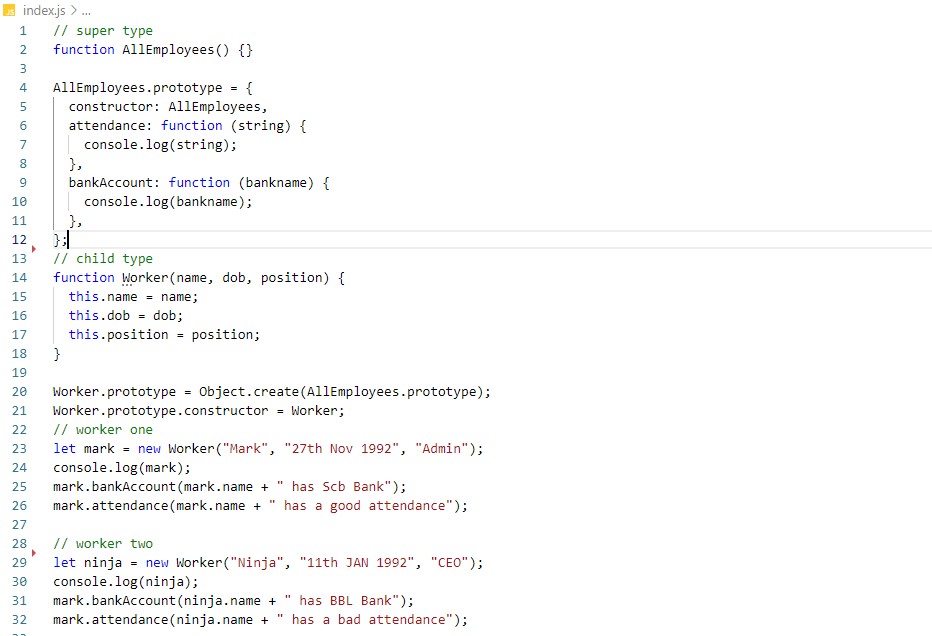 index.js > ...
1 // super type
2 function AllEmployees() {}
3
4 AllEmployees.prototype = {
5   constructor: AllEmployees,
6   attendance: function (string) {
7     console.log(string);
8   },
9   bankAccount: function (bankname) {
10     console.log(bankname);
11   },
12 };
13 // child type
14 function Worker(name, dob, position) {
15   this.name = name;
16   this.dob = dob;
17   this.position = position;
18 }
19
20 Worker.prototype = Object.create(AllEmployees.prototype);
21 Worker.prototype.constructor = Worker;
22 // worker one
23 let mark = new Worker("Mark", "27th Nov 1992", "Admin");
24 console.log(mark);
25 mark.bankAccount(mark.name + " has Scb Bank");
26 mark.attendance(mark.name + " has a good attendance");
27
28 // worker two
29 let ninja = new Worker("Ninja", "11th JAN 1992", "CEO");
30 console.log(ninja);
31 mark.bankAccount(ninja.name + " has BBL Bank");
32 mark.attendance(ninja.name + " has a bad attendance");